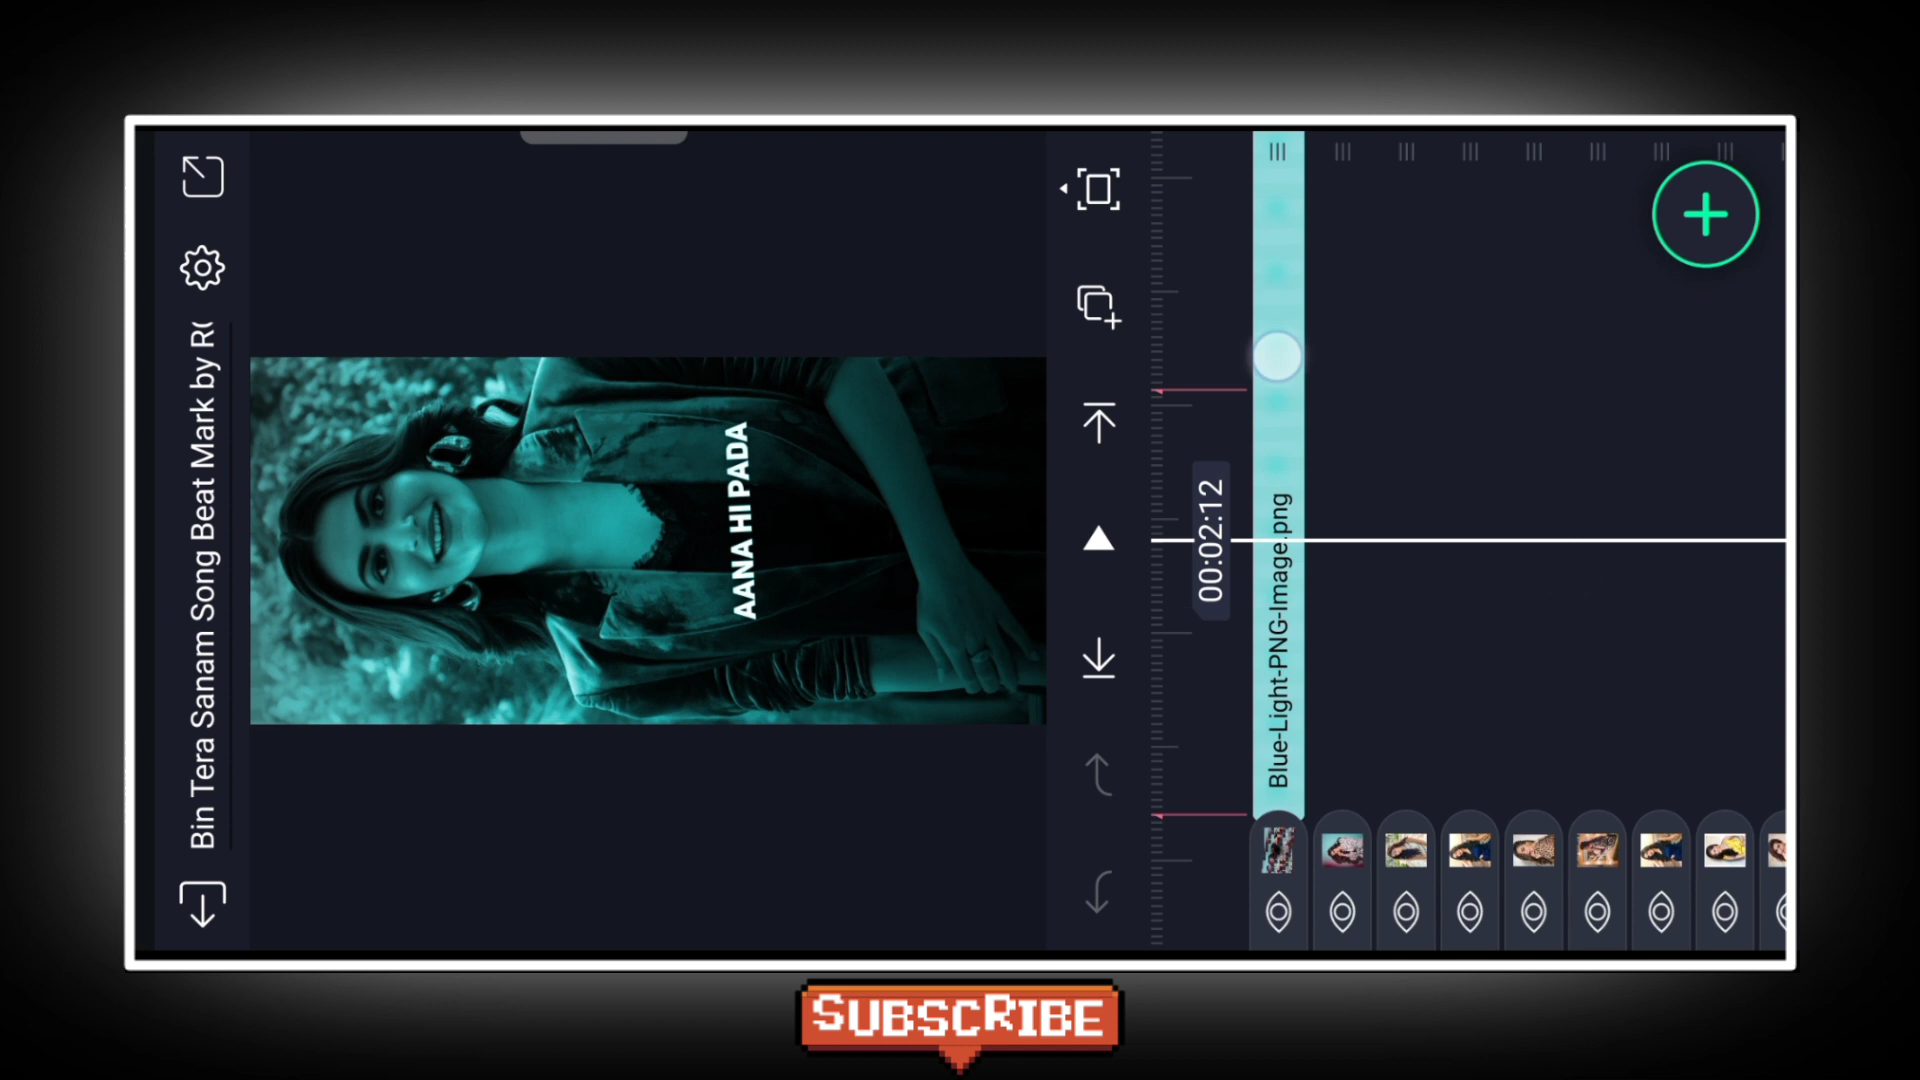 Bin Tera Sanam Song Beat Mark by R
AANA HI PADA
00:02:12
Blue-Light-PNG-Image.png
SUBSCRIBE